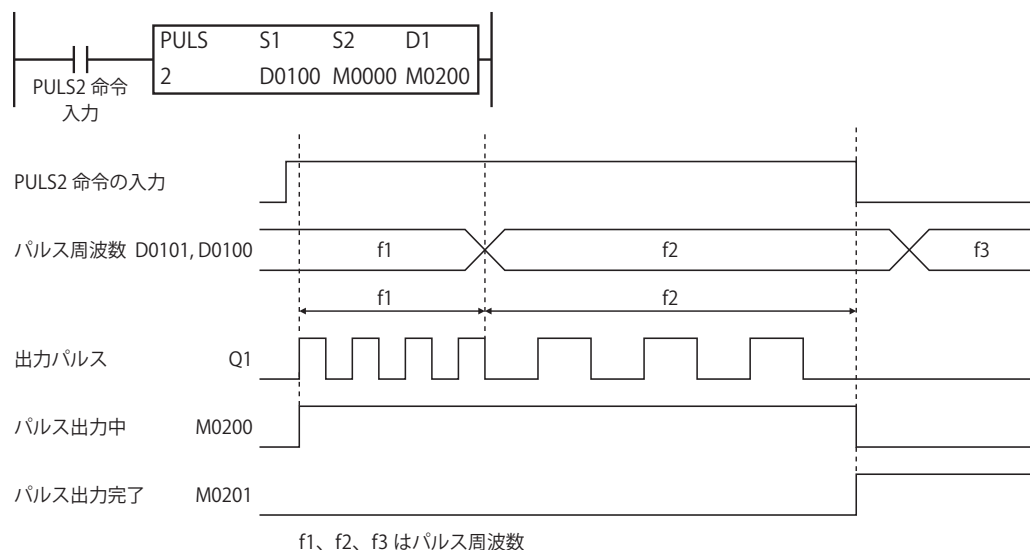 PULS S1 S2 D1
2 D0100 M0000 M0200
PULS2 命令
入力
PULS2 命令の入力
パルス周波数 D0101, D0100 f1 f2 f3
f1 f2
出力パルス Q1
パルス出力中 M0200
パルス出力完了 M0201
f1、f2、f3 はパルス周波数